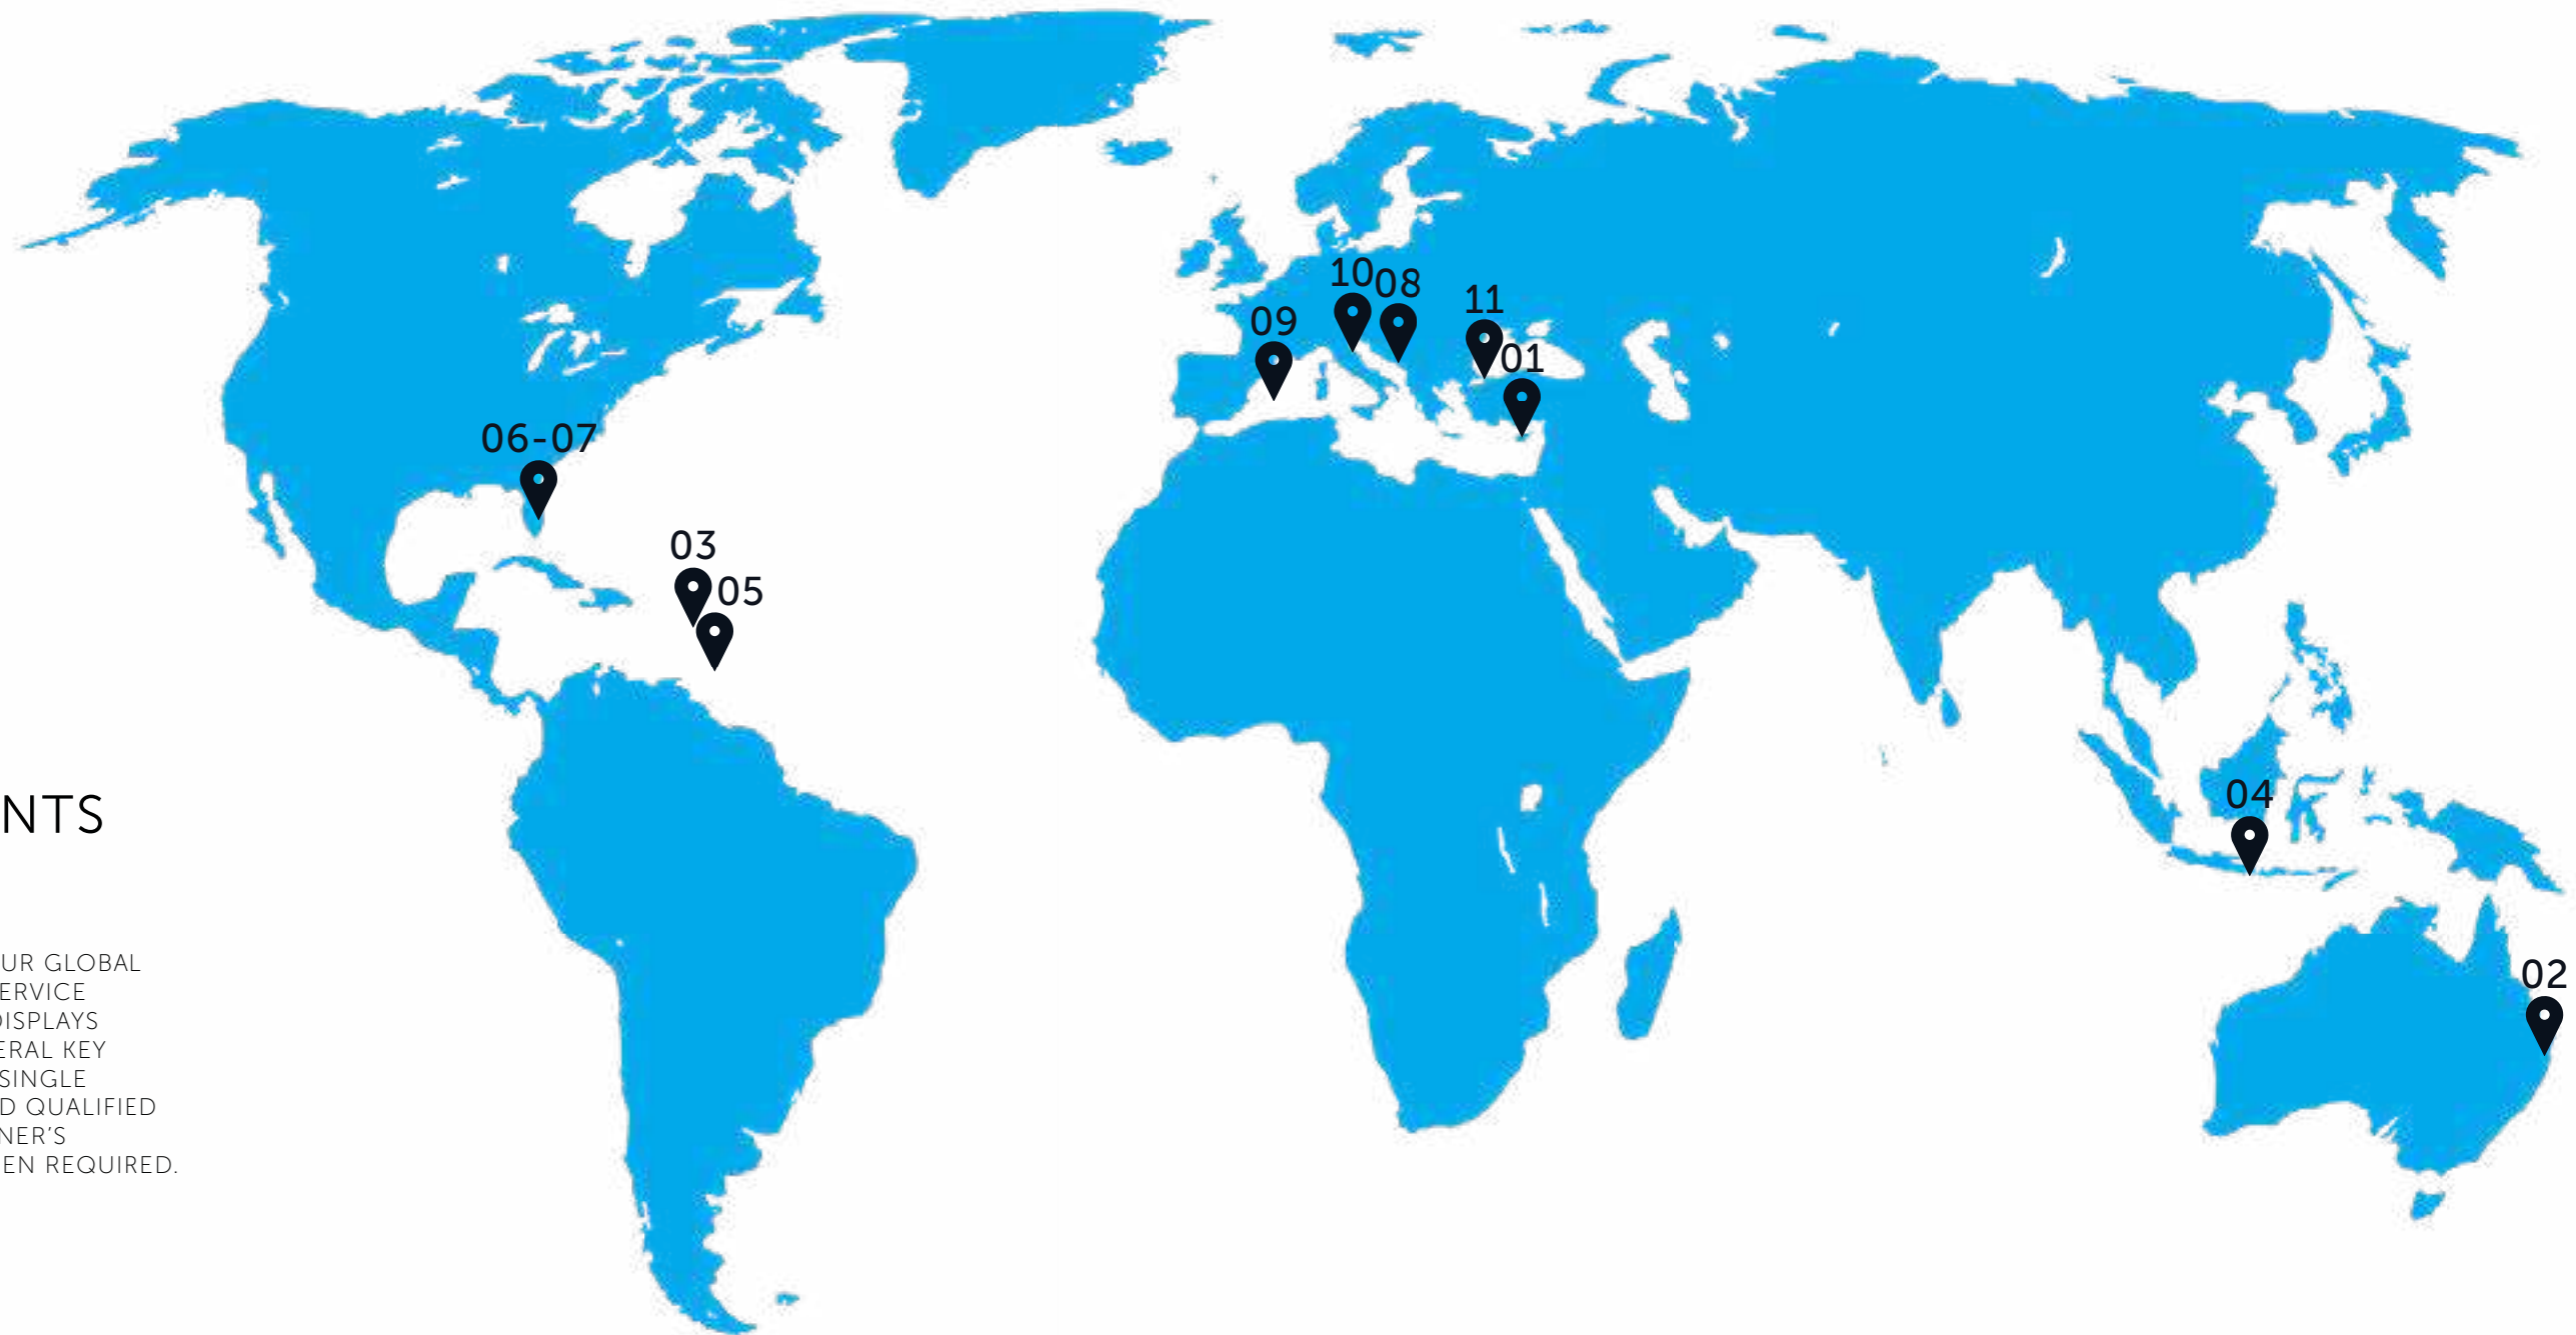 10
08
11
09
01
06-07
03
05
04
02
NTS
UR GLOBAL
ERVICE
DISPLAYS
ERAL KEY
SINGLE
D QUALIFIED
NER'S
EN REQUIRED.